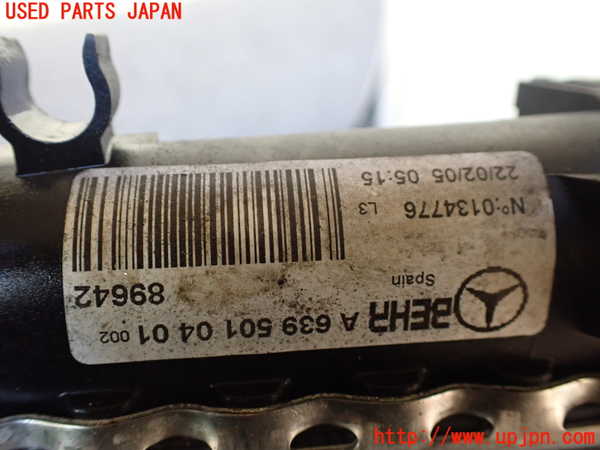 USED PARTS JAPAN
BEHR A 639 501 04 01 002
Spain
89642
Nº:0134776 L3
22/02/05 05:15
http://www.upjpn.com/